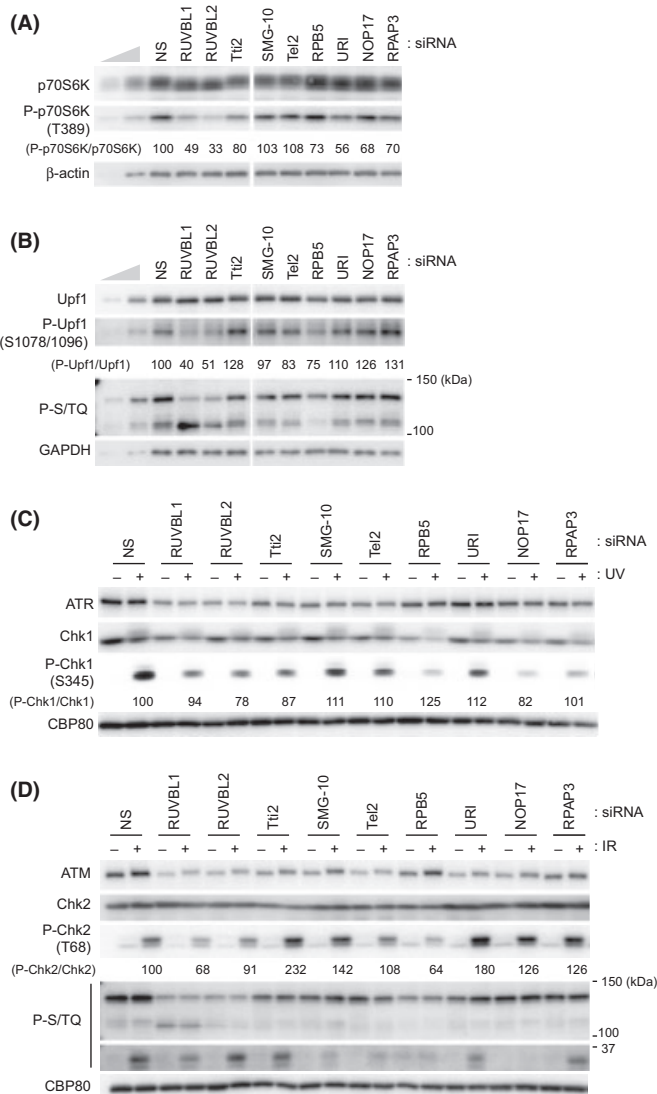 (A)
NS RUVBL1 RUVBL2 Tti2 SMG-10 Tel2 RPB5 URI NOP17 RPAP3 : siRNA
p70S6K
P-p70S6K
(T389)
(P-p70S6K/p70S6K) 100 49 33 80 103 108 73 56 68 70
β-actin
(B)
NS RUVBL1 RUVBL2 Tti2 SMG-10 Tel2 RPB5 URI NOP17 RPAP3 : siRNA
Upf1
P-Upf1
(S1078/1096)
(P-Upf1/Upf1) 100 40 51 128 97 83 75 110 126 131
150 (kDa)
P-S/TQ
100
GAPDH
(C)
NS RUVBL1 RUVBL2 Tti2 SMG-10 Tel2 RPB5 URI NOP17 RPAP3 : siRNA
– + – + – + – + – + – + – + – + – + – + : UV
ATR
Chk1
P-Chk1
(S345)
(P-Chk1/Chk1) 100 94 78 87 111 110 125 112 82 101
CBP80
(D)
NS RUVBL1 RUVBL2 Tti2 SMG-10 Tel2 RPB5 URI NOP17 RPAP3 : siRNA
– + – + – + – + – + – + – + – + – + – + : IR
ATM
Chk2
P-Chk2
(T68)
(P-Chk2/Chk2) 100 68 91 232 142 108 64 180 126 126
150 (kDa)
P-S/TQ
100
37
CBP80